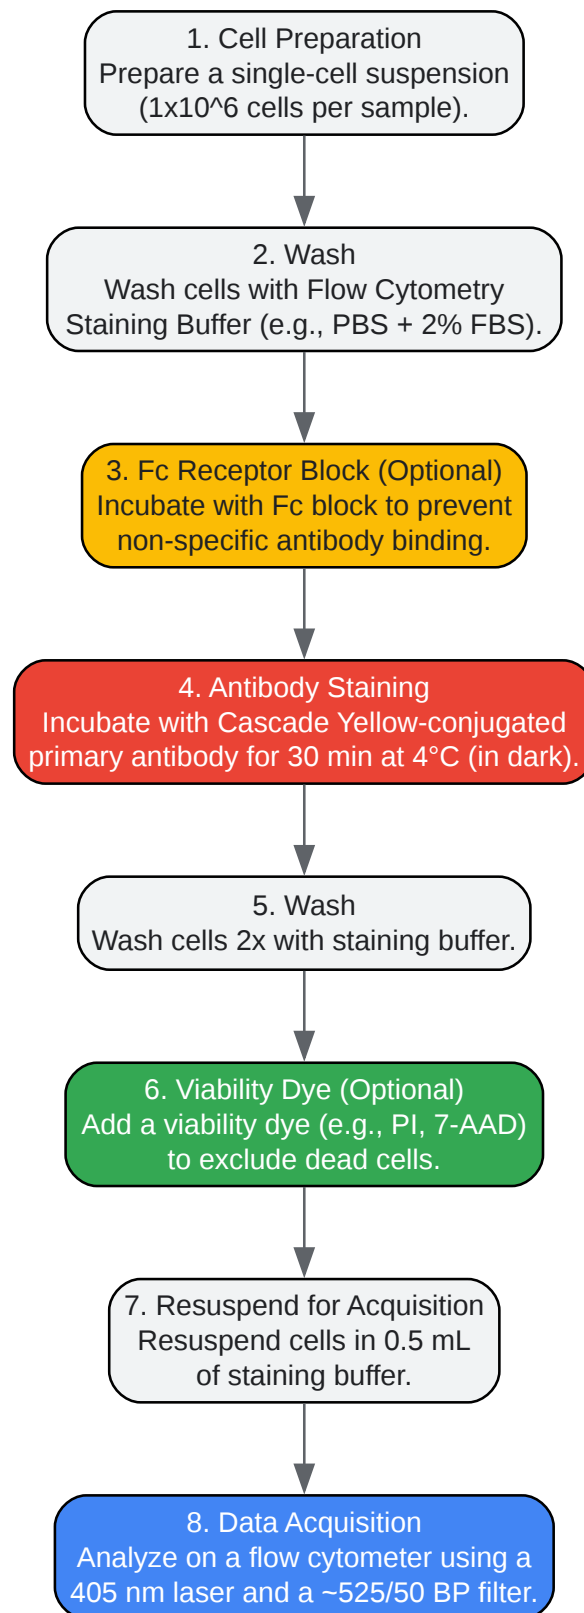 1. Cell Preparation
Prepare a single-cell suspension
(1x10^6 cells per sample).
2. Wash
Wash cells with Flow Cytometry
Staining Buffer (e.g., PBS + 2% FBS).
3. Fc Receptor Block (Optional)
Incubate with Fc block to prevent
non-specific antibody binding.
4. Antibody Staining
Incubate with Cascade Yellow-conjugated
primary antibody for 30 min at 4°C (in dark).
5. Wash
Wash cells 2x with staining buffer.
6. Viability Dye (Optional)
Add a viability dye (e.g., PI, 7-AAD)
to exclude dead cells.
7. Resuspend for Acquisition
Resuspend cells in 0.5 mL
of staining buffer.
8. Data Acquisition
Analyze on a flow cytometer using a
405 nm laser and a ~525/50 BP filter.